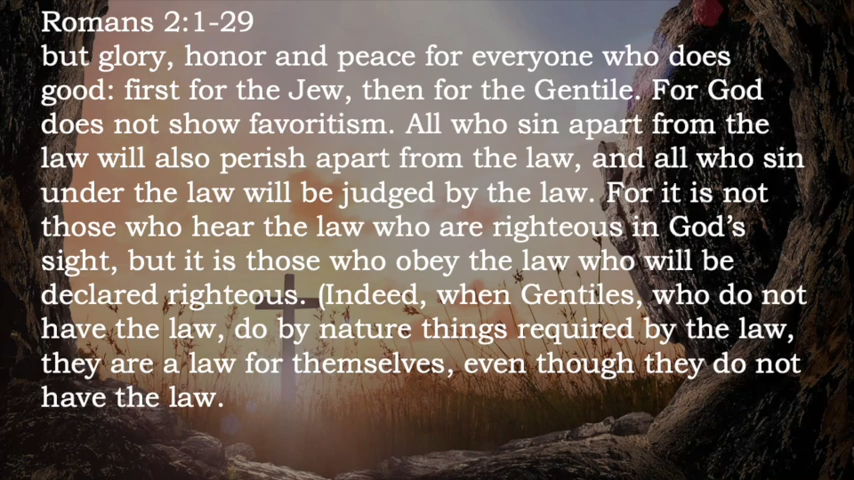 Romans 2:1-29
but glory, honor and peace for everyone who does
good: first for the Jew, then for the Gentile. For God
does not show favoritism. All who sin apart from the
law will also perish apart from the law, and all who sin
under the law will be judged by the law. For it is not
those who hear the law who are righteous in God’s
sight, but it is those who obey the law who will be
declared righteous. (Indeed, when Gentiles, who do not
have the law, do by nature things required by the law,
they are a law for themselves, even though they do not
have the law.